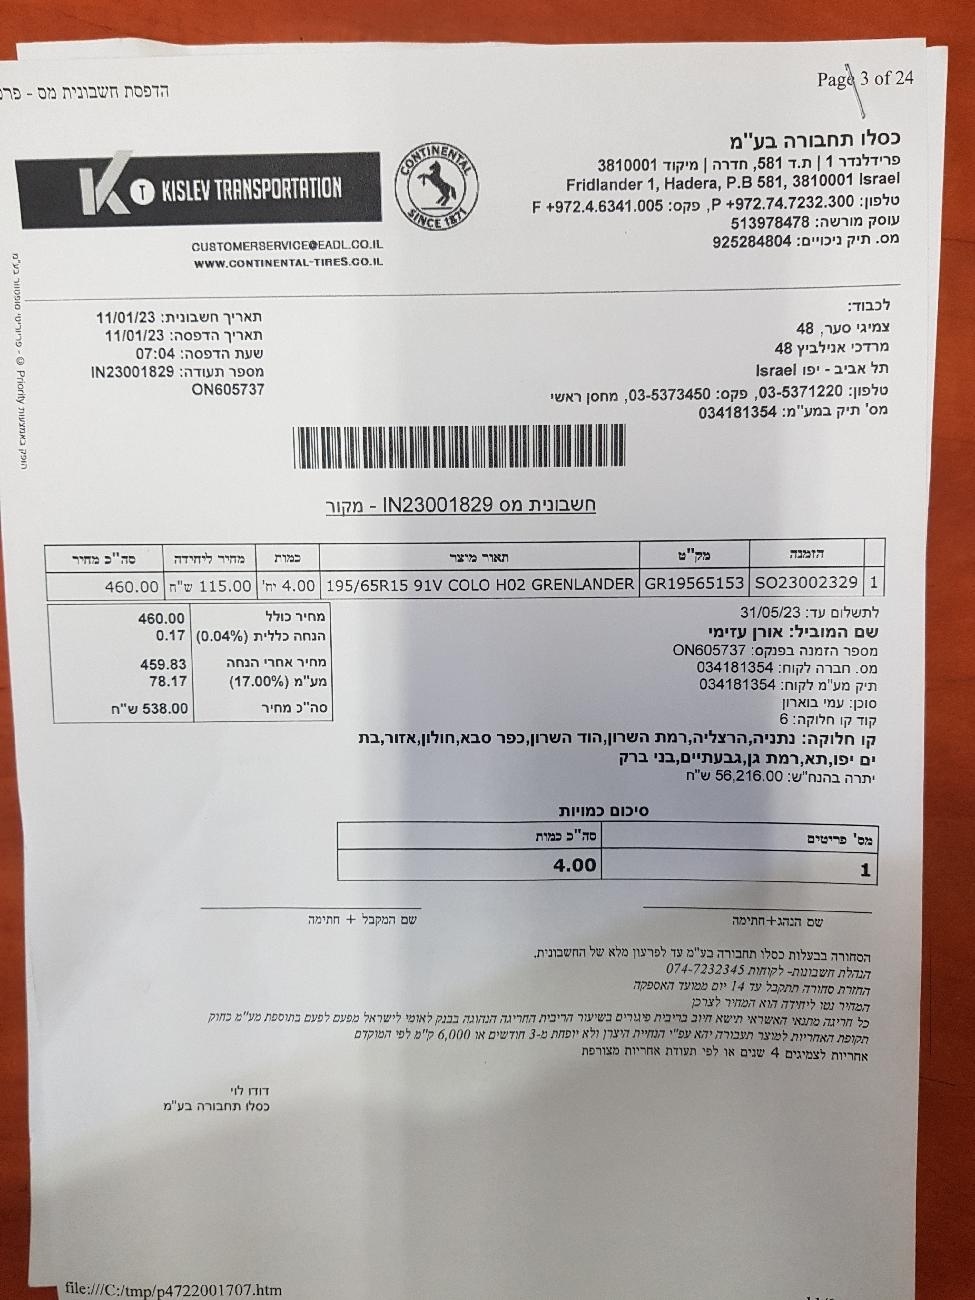 הדפסת חשבונית מס - פרי
Page 3 of 24
KT KISLEV TRANSPORTATION
CONTINENTAL
SINCE 1871
CUSTOMERSERVICE@EADL.CO.IL
WWW.CONTINENTAL-TIRES.CO.IL
כסלו תחבורה בע"מ
פרידלנדר 1 | ת.ד 581, חדרה | מיקוד 3810001
Fridlander 1, Hadera, P.B 581, 3810001 Israel
טלפון: P +972.74.7232.300, פקס: F +972.4.6341.005
עוסק מורשה: 513978478
מס. תיק ניכויים: 925284804
הופק באמצעות Priority © - פריוריטי סופטוור בע"מ
לכבוד:
צמיגי סער, 48
מרדכי אנילביץ 48
תל אביב - יפו Israel
טלפון: 03-5371220, פקס: 03-5373450, מחסן ראשי
מס' תיק במע"מ: 034181354
תאריך חשבונית: 11/01/23
תאריך הדפסה: 11/01/23
שעת הדפסה: 07:04
מספר תעודה: IN23001829
ON605737
חשבונית מס IN23001829 - מקור
הזמנה מק"ט תאור מוצר כמות מחיר ליחידה סה"כ מחיר
1 SO23002329 GR19565153 195/65R15 91V COLO H02 GRENLANDER 4.00 יח' 115.00 ש"ח 460.00
מחיר כולל 460.00
הנחה כללית (0.04%) 0.17
מחיר אחרי הנחה 459.83
מע"מ (17.00%) 78.17
סה"כ מחיר 538.00 ש"ח
לתשלום עד: 31/05/23
שם המוביל: אורן עזימי
מספר הזמנה בפנקס: ON605737
מס. חברה לקוח: 034181354
תיק מע"מ לקוח: 034181354
סוכן: עמי בוארון
קוד קו חלוקה: 6
קו חלוקה: נתניה,הרצליה,רמת השרון,הוד השרון,כפר סבא,חולון,אזור,בת
ים יפו,תא,רמת גן,גבעתיים,בני ברק
יתרה בהנח"ש: 56,216.00 ש"ח
סיכום כמויות
מס' פריטים סה"כ כמות
1 4.00
שם הנהג+חתימה
שם המקבל + חתימה
הסחורה בבעלות כסלו תחבורה בע"מ עד לפרעון מלא של החשבונית.
הנהלת חשבונות- לקוחות 074-7232345
החזרת סחורה תתקבל עד 14 יום ממועד האספקה
המחיר נטו ליחידה הוא המחיר לצרכן
כל חריגה מתנאי האשראי תישא חיוב בריבית פיגורים בשיעור הריבית החריגה הנהוגה בבנק לאומי לישראל מפעם לפעם בתוספת מע"מ כחוק
תקופת האחריות למוצר תעבורה יהא עפ"י הנחיית היצרן ולא יופחת מ-3 חודשים או 6,000 ק"מ לפי המוקדם
אחריות לצמיגים 4 שנים או לפי תעודת אחריות מצורפת
דודו לוי
כסלו תחבורה בע"מ
file:///C:/tmp/p4722001707.htm